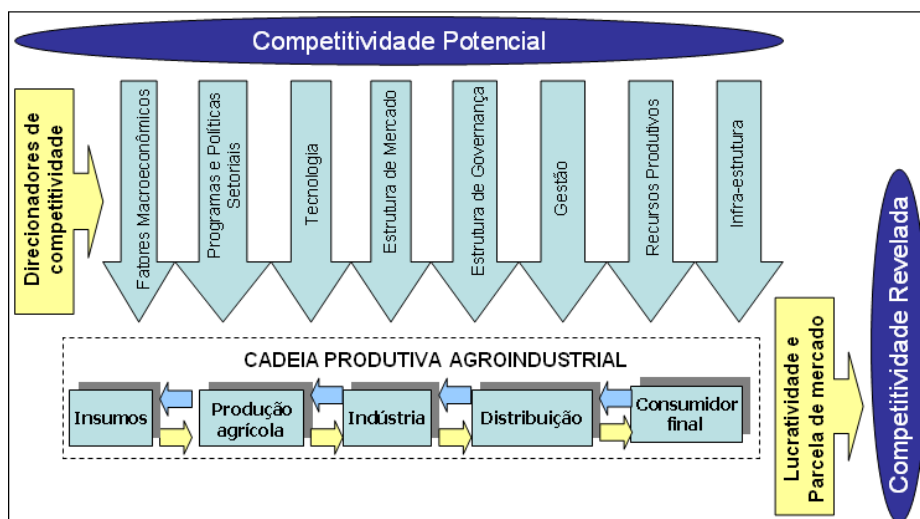 Competitividade Potencial
Direcionadores de
competitividade
Fatores Macroeconômicos
Programas e Políticas
Setoriais
Tecnologia
Estrutura de Mercado
Estrutura de Governança
Gestão
Recursos Produtivos
Infra-estrutura
CADEIA PRODUTIVA AGROINDUSTRIAL
Insumos
Produção
agrícola
Indústria
Distribuição
Consumidor
final
Lucratividade e
Parcela de mercado
Competitividade Revelada